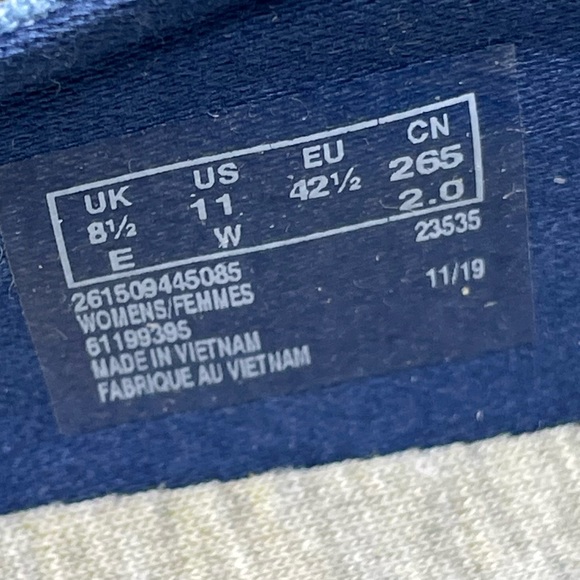 UK US EU CN
8½ 11 42½ 265
E W 2.0
261509445085 23535
WOMENS/FEMMES
61199395 11/19
MADE IN VIETNAM
FABRIQUE AU VIETNAM